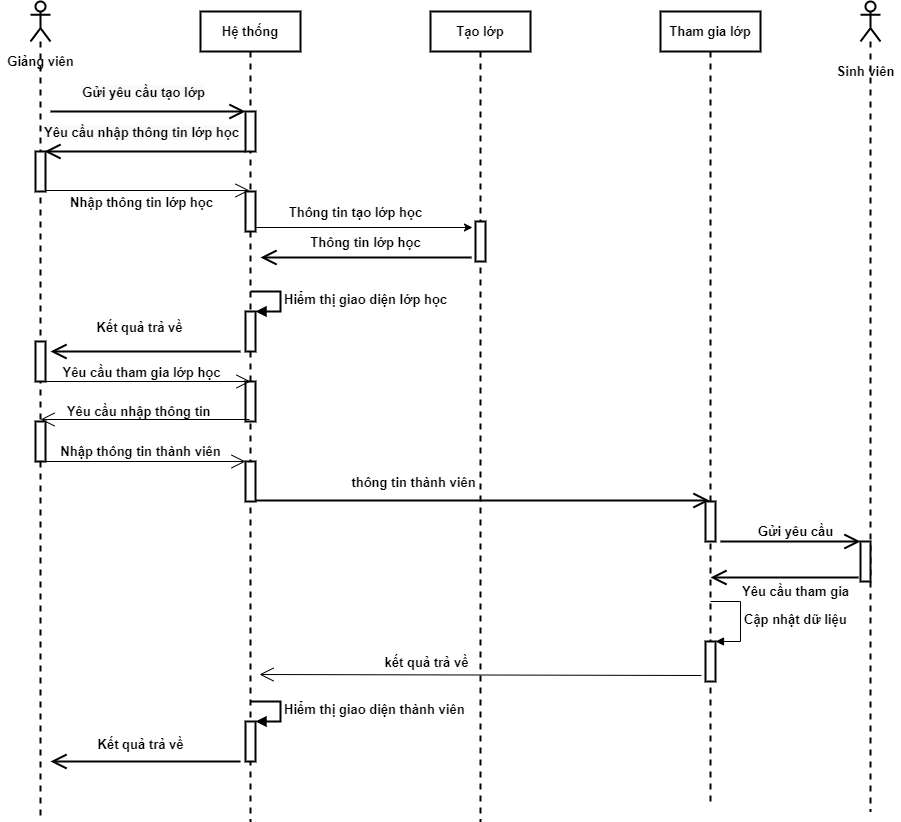 Hệ thống
Tạo lớp
Tham gia lớp
Giảng viên
Sinh viên
Gửi yêu cầu tạo lớp
Yêu cầu nhập thông tin lớp học
Nhập thông tin lớp học
Thông tin tạo lớp học
Thông tin lớp học
Hiểm thị giao diện lớp học
Kết quả trả về
Yêu cầu tham gia lớp học
Yêu cầu nhập thông tin
Nhập thông tin thành viên
thông tin thành viên
Gửi yêu cầu
Yêu cầu tham gia
Cập nhật dữ liệu
kết quả trả về
Hiểm thị giao diện thành viên
Kết quả trả về